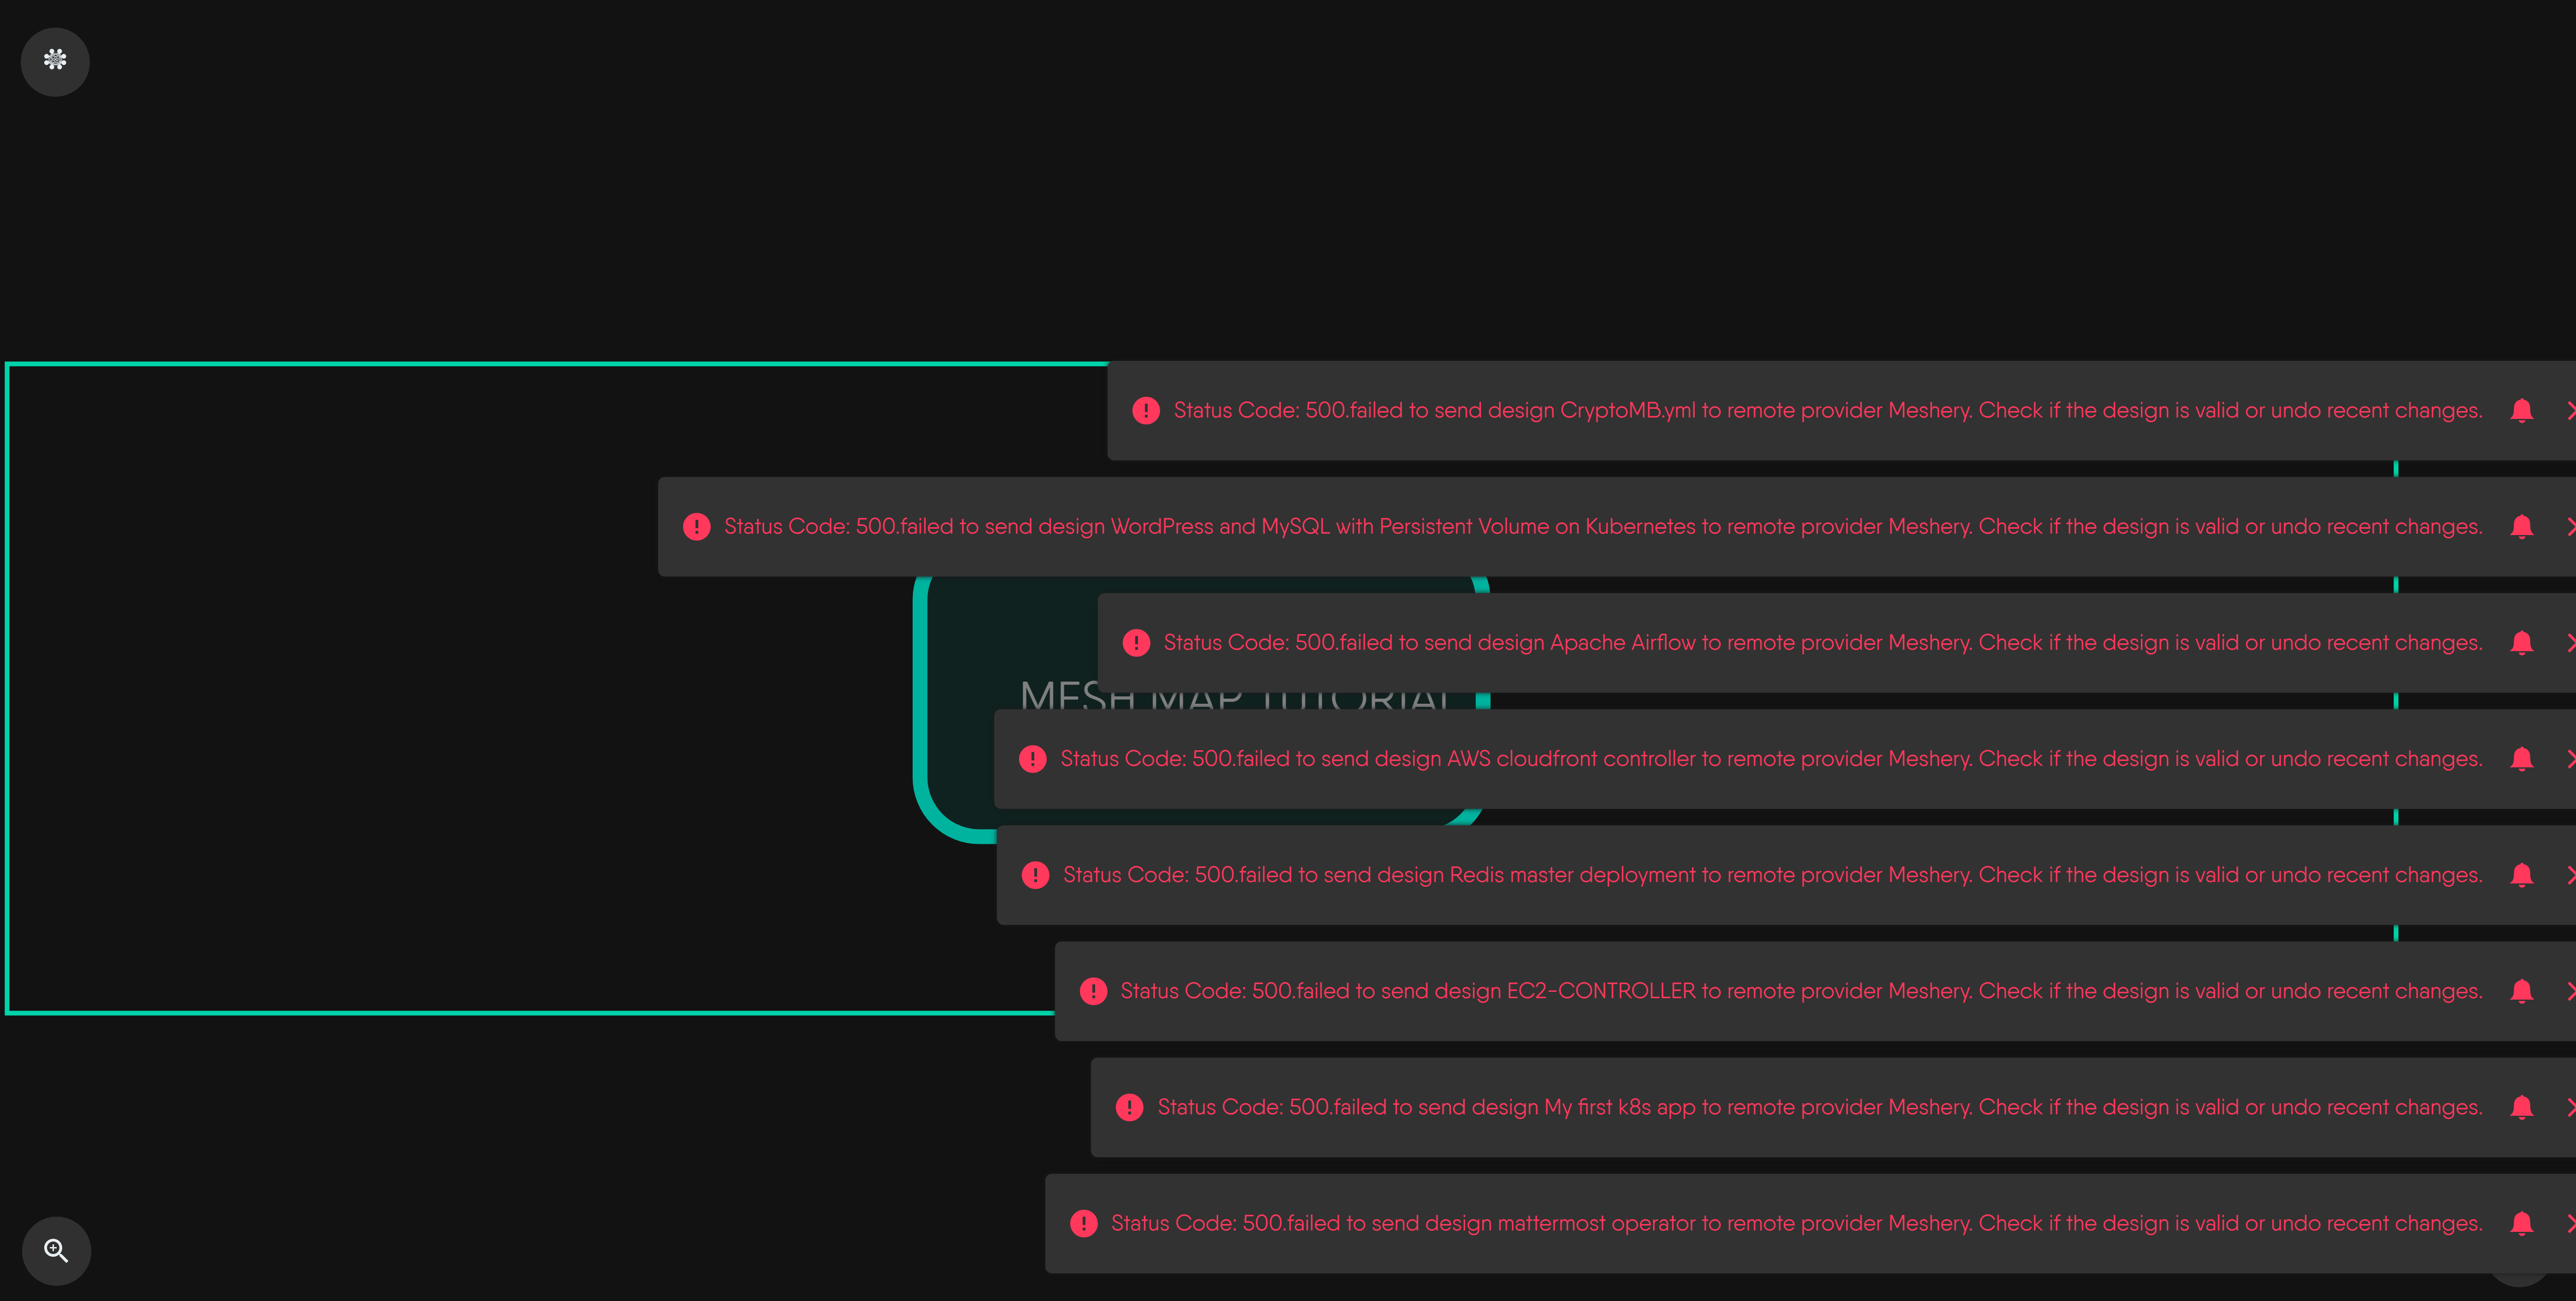 Status Code: 500.failed to send design CryptoMB.yml to remote provider Meshery. Check if the design is valid or undo recent changes.
Status Code: 500.failed to send design WordPress and MySQL with Persistent Volume on Kubernetes to remote provider Meshery. Check if the design is valid or undo recent changes.
Status Code: 500.failed to send design Apache Airflow to remote provider Meshery. Check if the design is valid or undo recent changes.
MESH MAP TUTORIAL
Status Code: 500.failed to send design AWS cloudfront controller to remote provider Meshery. Check if the design is valid or undo recent changes.
Status Code: 500.failed to send design Redis master deployment to remote provider Meshery. Check if the design is valid or undo recent changes.
Status Code: 500.failed to send design EC2-CONTROLLER to remote provider Meshery. Check if the design is valid or undo recent changes.
Status Code: 500.failed to send design My first k8s app to remote provider Meshery. Check if the design is valid or undo recent changes.
Status Code: 500.failed to send design mattermost operator to remote provider Meshery. Check if the design is valid or undo recent changes.